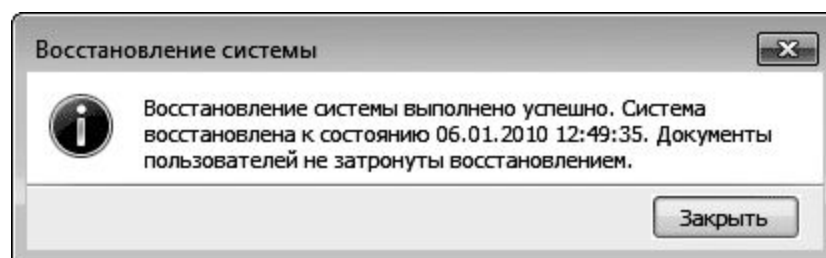 Восстановление системы
Восстановление системы выполнено успешно. Система
восстановлена к состоянию 06.01.2010 12:49:35. Документы
пользователей не затронуты восстановлением.
Закрыть